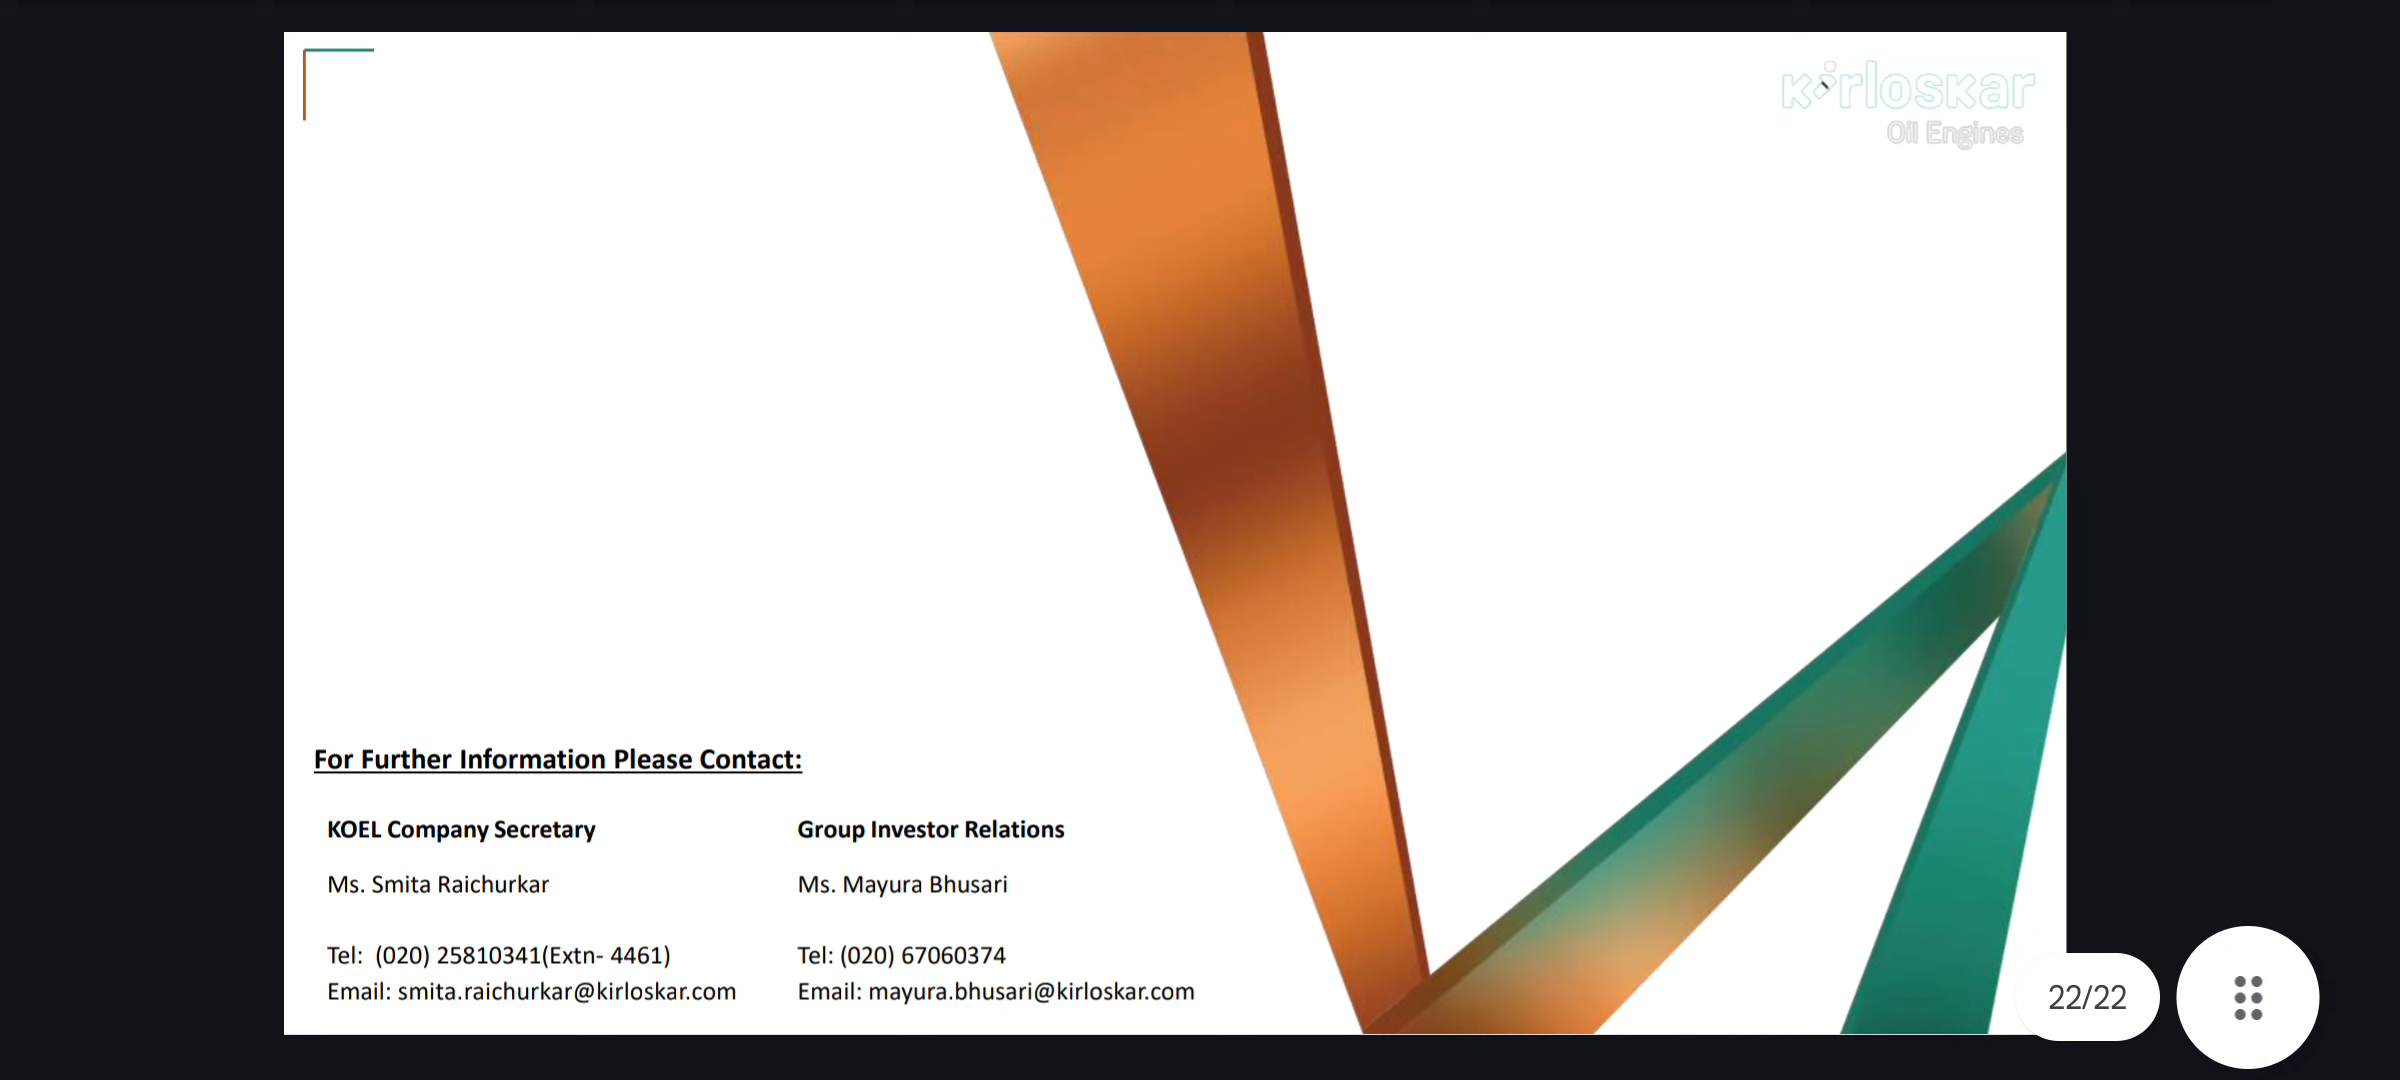 kirloskar
Oil Engines
For Further Information Please Contact:
KOEL Company Secretary
Ms. Smita Raichurkar
Tel:  (020) 25810341(Extn- 4461)
Email: smita.raichurkar@kirloskar.com
Group Investor Relations
Ms. Mayura Bhusari
Tel: (020) 67060374
Email: mayura.bhusari@kirloskar.com
22/22